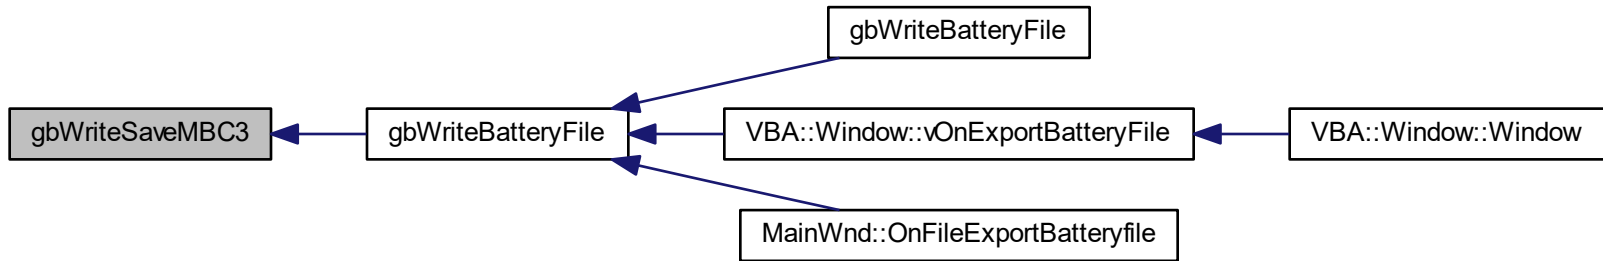 gbWriteBatteryFile
gbWriteSaveMBC3
gbWriteBatteryFile
VBA::Window::vOnExportBatteryFile
VBA::Window::Window
MainWnd::OnFileExportBatteryfile